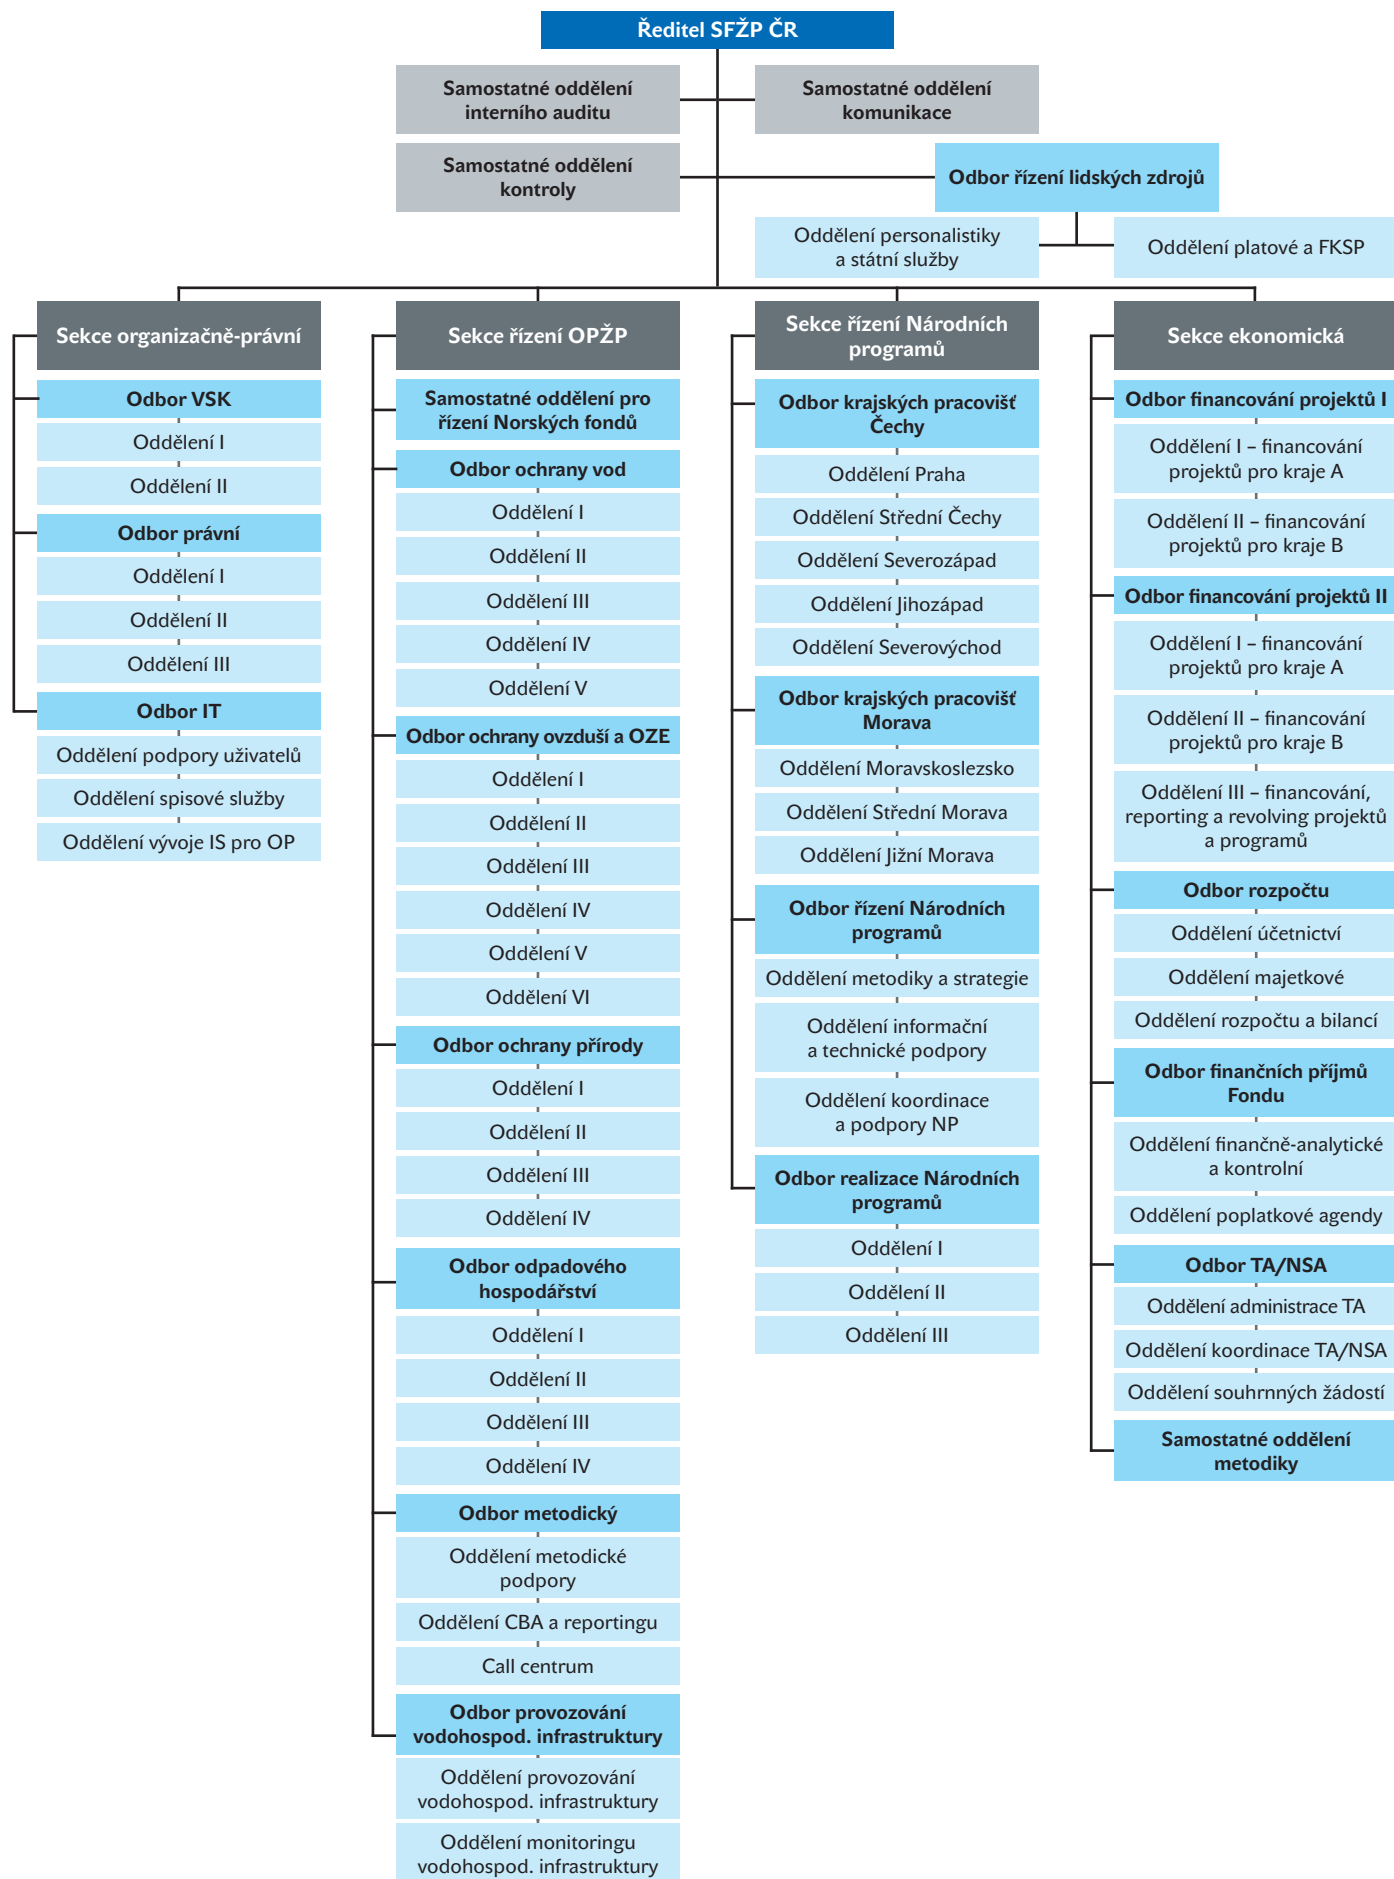 Ředitel SFŽP ČR
Samostatné oddělení
interního auditu
Samostatné oddělení
komunikace
Samostatné oddělení
kontroly
Odbor řízení lidských zdrojů
Oddělení personalistiky
a státní služby
Oddělení platové a FKSP
Sekce organizačně-právní
Odbor VSK
Oddělení I
Oddělení II
Odbor právní
Oddělení I
Oddělení II
Oddělení III
Odbor IT
Oddělení podpory uživatelů
Oddělení spisové služby
Oddělení vývoje IS pro OP
Sekce řízení OPŽP
Samostatné oddělení pro
řízení Norských fondů
Odbor ochrany vod
Oddělení I
Oddělení II
Oddělení III
Oddělení IV
Oddělení V
Odbor ochrany ovzduší a OZE
Oddělení I
Oddělení II
Oddělení III
Oddělení IV
Oddělení V
Oddělení VI
Odbor ochrany přírody
Oddělení I
Oddělení II
Oddělení III
Oddělení IV
Odbor odpadového
hospodářství
Oddělení I
Oddělení II
Oddělení III
Oddělení IV
Odbor metodický
Oddělení metodické
podpory
Oddělení CBA a reportingu
Call centrum
Odbor provozování
vodohospod. infrastruktury
Oddělení provozování
vodohospod. infrastruktury
Oddělení monitoringu
vodohospod. infrastruktury
Sekce řízení Národních
programů
Odbor krajských pracovišť
Čechy
Oddělení Praha
Oddělení Střední Čechy
Oddělení Severozápad
Oddělení Jihozápad
Oddělení Severovýchod
Odbor krajských pracovišť
Morava
Oddělení Moravskoslezsko
Oddělení Střední Morava
Oddělení Jižní Morava
Odbor řízení Národních
programů
Oddělení metodiky a strategie
Oddělení informační
a technické podpory
Oddělení koordinace
a podpory NP
Odbor realizace Národních
programů
Oddělení I
Oddělení II
Oddělení III
Sekce ekonomická
Odbor financování projektů I
Oddělení I – financování
projektů pro kraje A
Oddělení II – financování
projektů pro kraje B
Odbor financování projektů II
Oddělení I – financování
projektů pro kraje A
Oddělení II – financování
projektů pro kraje B
Oddělení III – financování,
reporting a revolving projektů
a programů
Odbor rozpočtu
Oddělení účetnictví
Oddělení majetkové
Oddělení rozpočtu a bilancí
Odbor finančních příjmů
Fondu
Oddělení finančně-analytické
a kontrolní
Oddělení poplatkové agendy
Odbor TA/NSA
Oddělení administrace TA
Oddělení koordinace TA/NSA
Oddělení souhrnných žádostí
Samostatné oddělení
metodiky